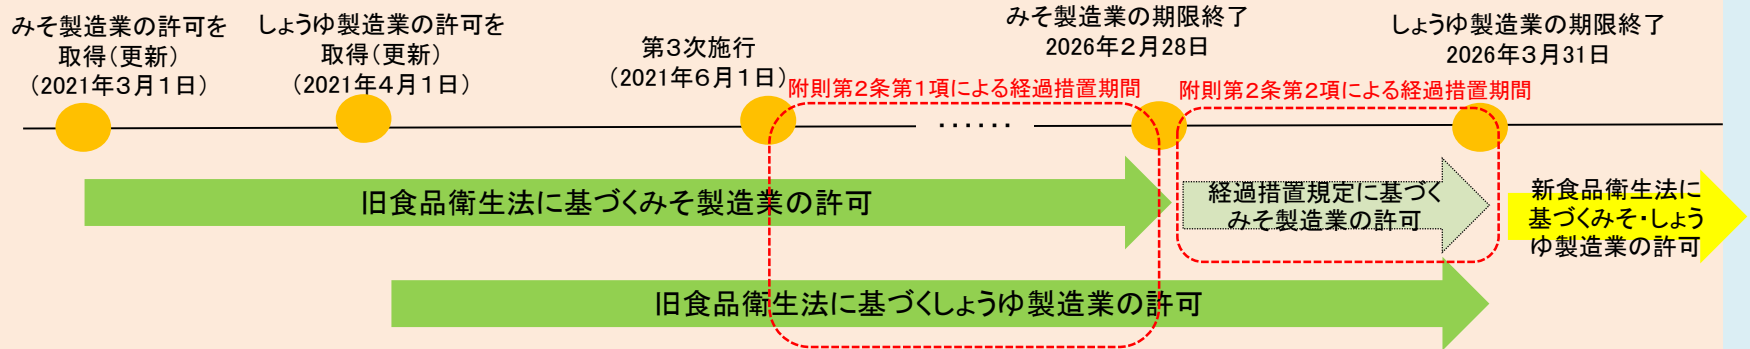 みそ製造業の許可を
取得（更新）
（2021年３月１日）
しょうゆ製造業の許可を
取得（更新）
（2021年４月１日）
第３次施行
（2021年６月１日）
みそ製造業の期限終了
2026年２月28日
しょうゆ製造業の期限終了
2026年３月31日
附則第２条第１項による経過措置期間
附則第２条第２項による経過措置期間
……
旧食品衛生法に基づくみそ製造業の許可
経過措置規定に基づく
みそ製造業の許可
新食品衛生法に
基づくみそ・しょう
ゆ製造業の許可
旧食品衛生法に基づくしょうゆ製造業の許可